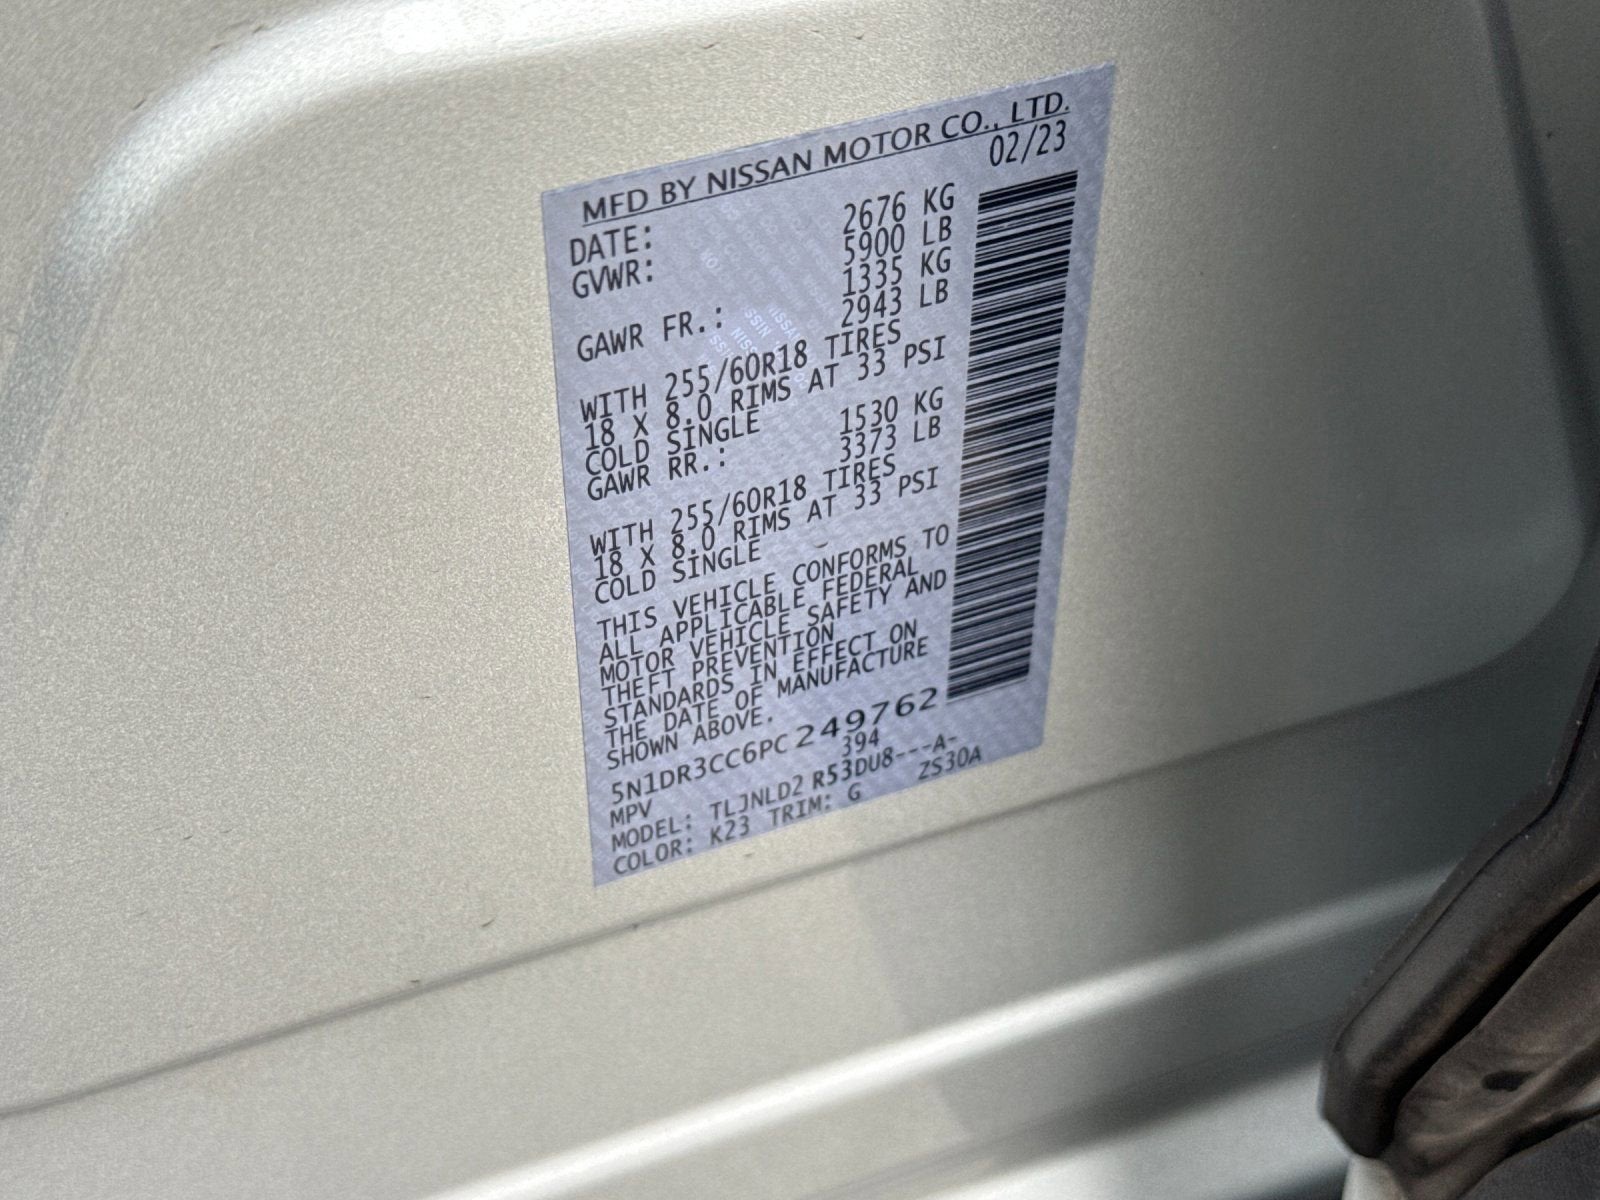 MFD BY NISSAN MOTOR CO., LTD.
DATE: 02/23
GVWR: 2676 KG
5900 LB
GAWR FR.: 1335 KG
2943 LB
WITH 255/60R18 TIRES
18 X 8.0 RIMS AT 33 PSI
COLD SINGLE
GAWR RR.: 1530 KG
3373 LB
WITH 255/60R18 TIRES
18 X 8.0 RIMS AT 33 PSI
COLD SINGLE
THIS VEHICLE CONFORMS TO
ALL APPLICABLE FEDERAL
MOTOR VEHICLE SAFETY AND
THEFT PREVENTION
STANDARDS IN EFFECT ON
THE DATE OF MANUFACTURE
SHOWN ABOVE.
5N1DR3CC6PC 249762
MPV 394
MODEL: TLJNLD2 R53DU8---A-
COLOR: K23 TRIM: G ZS30A